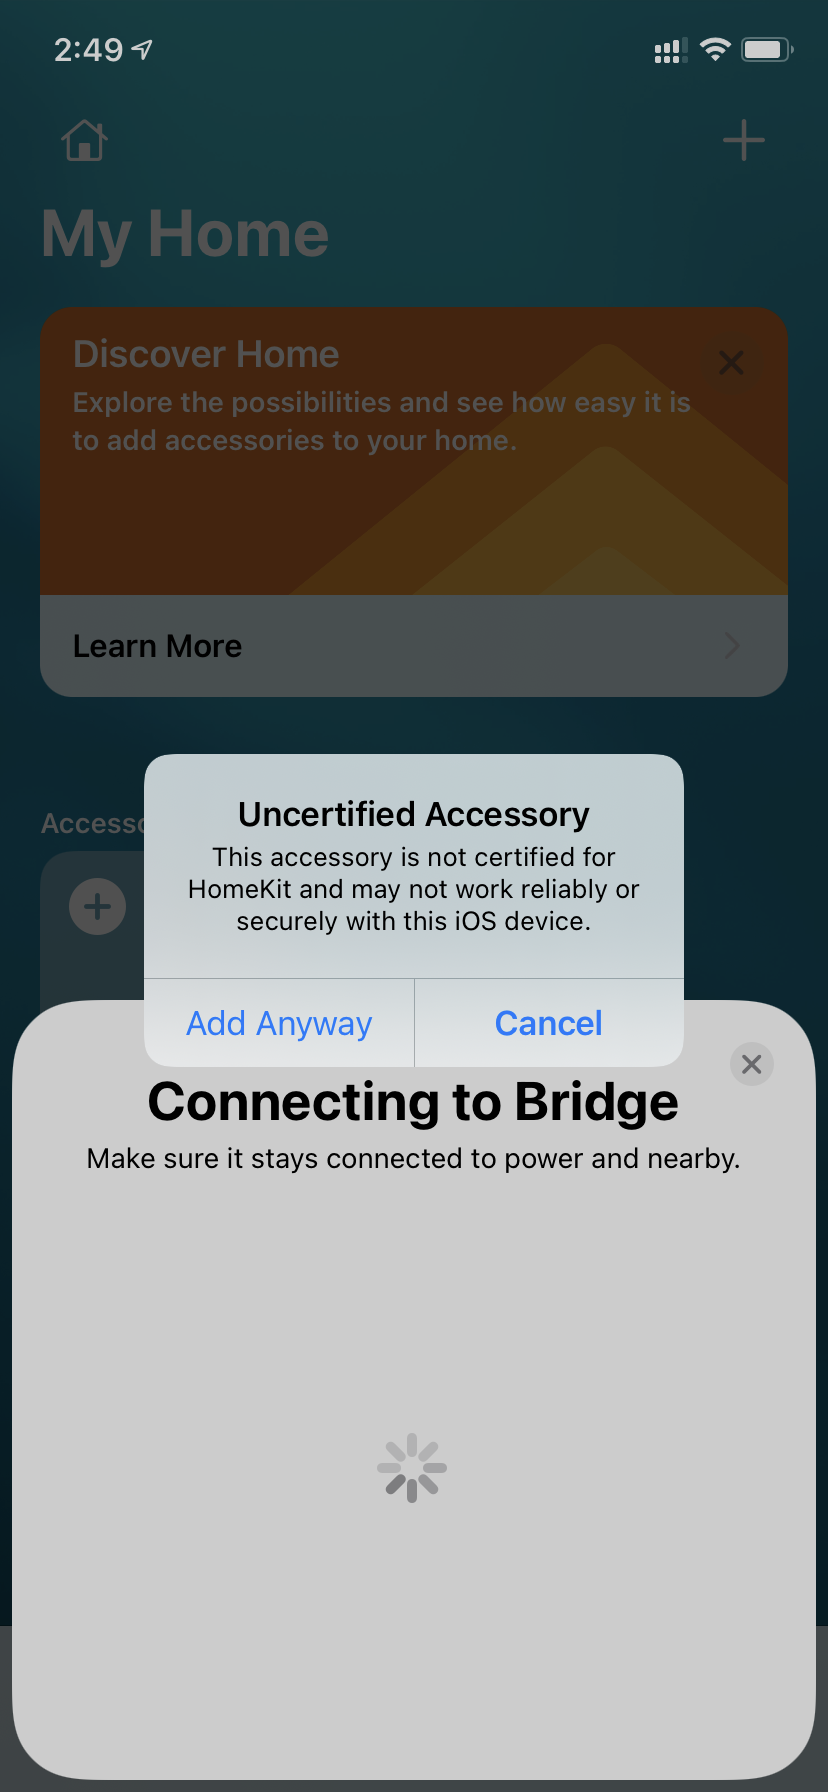 2:49
My Home
Discover Home
Explore the possibilities and see how easy it is
to add accessories to your home.
Learn More
Uncertified Accessory
This accessory is not certified for
HomeKit and may not work reliably or
securely with this iOS device.
Add Anyway
Cancel
Connecting to Bridge
Make sure it stays connected to power and nearby.